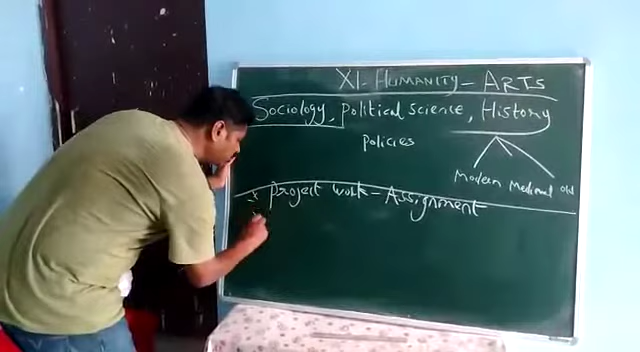 XI - HUMANITY - ARTS
Sociology, Political Science, History
Policies
Modern Medieval old
* Project work - Assignment